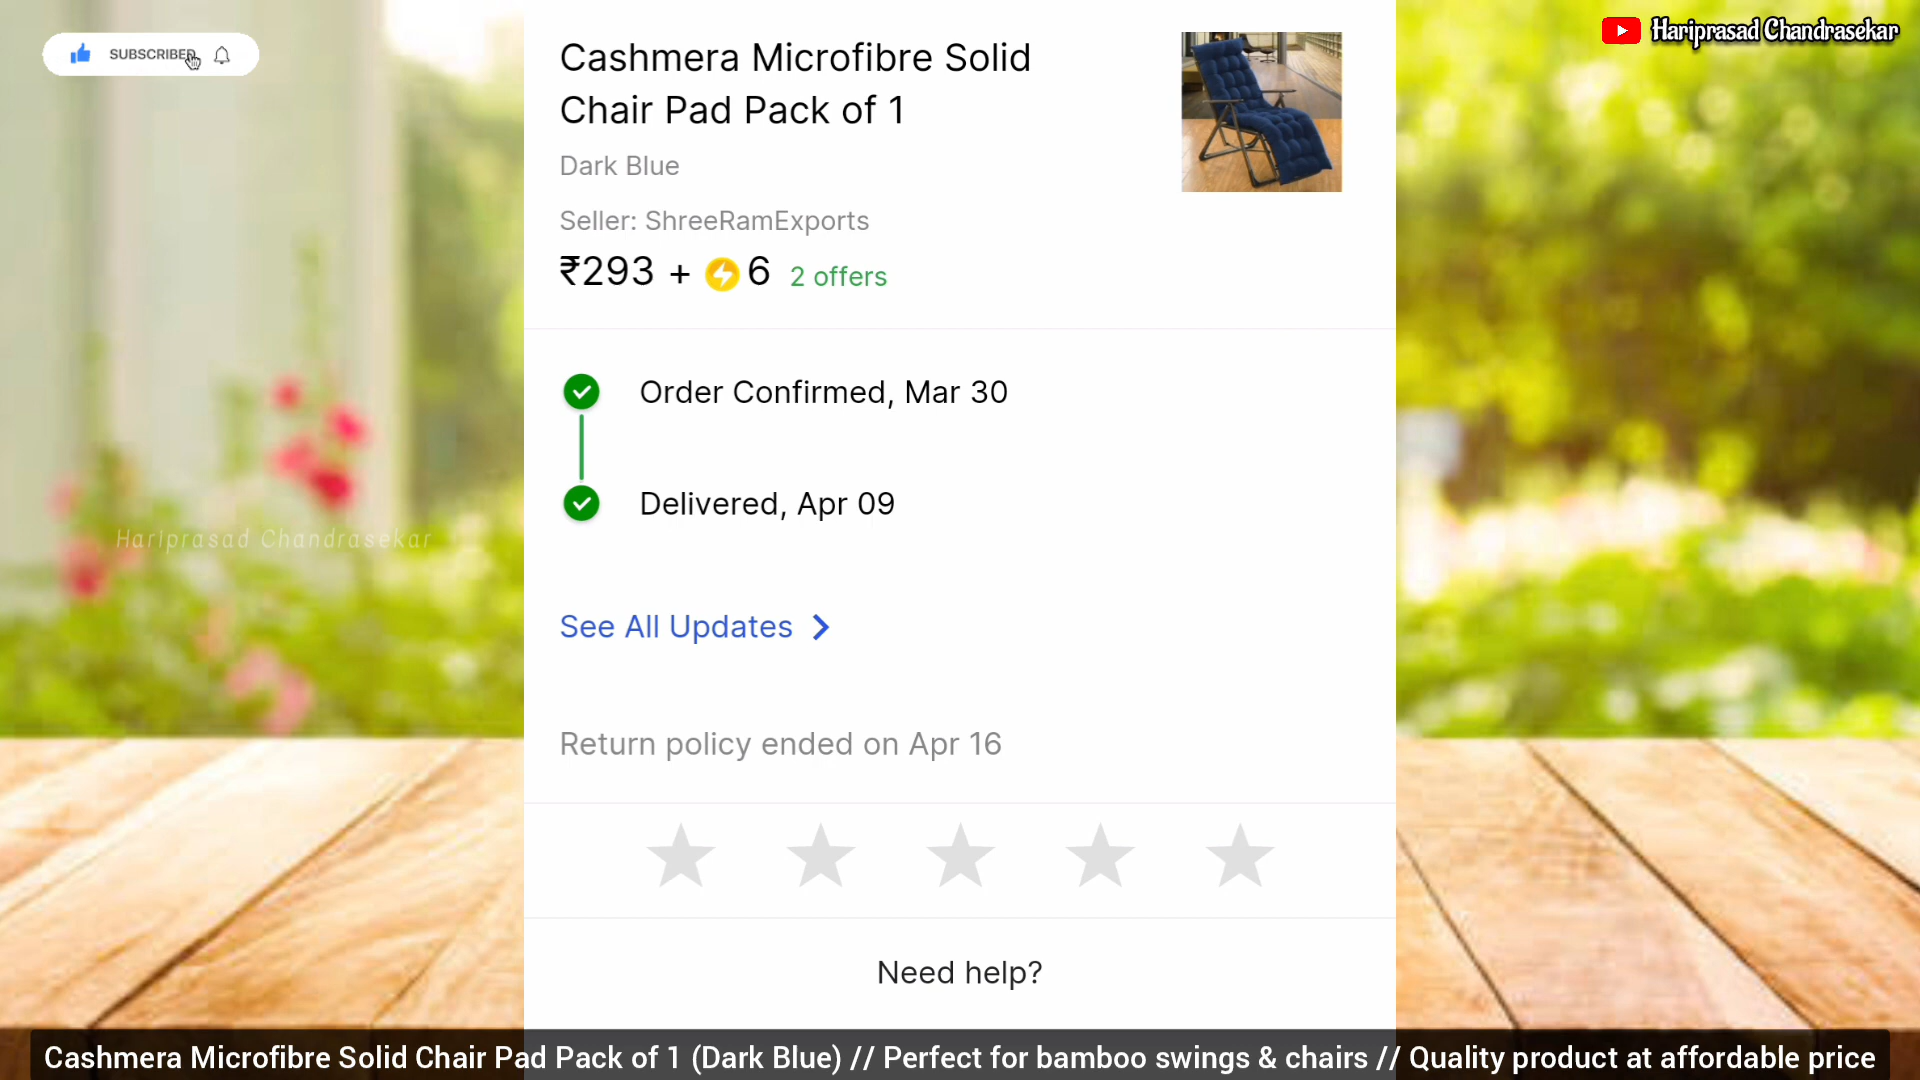 SUBSCRIBED
Hariprasad Chandrasekar
Cashmera Microfibre Solid
Chair Pad Pack of 1
Dark Blue
Seller: ShreeRamExports
₹293 + 6 2 offers
Order Confirmed, Mar 30
Delivered, Apr 09
Hariprasad Chandrasekar
See All Updates
Return policy ended on Apr 16
Need help?
Cashmera Microfibre Solid Chair Pad Pack of 1 (Dark Blue) // Perfect for bamboo swings & chairs // Quality product at affordable price